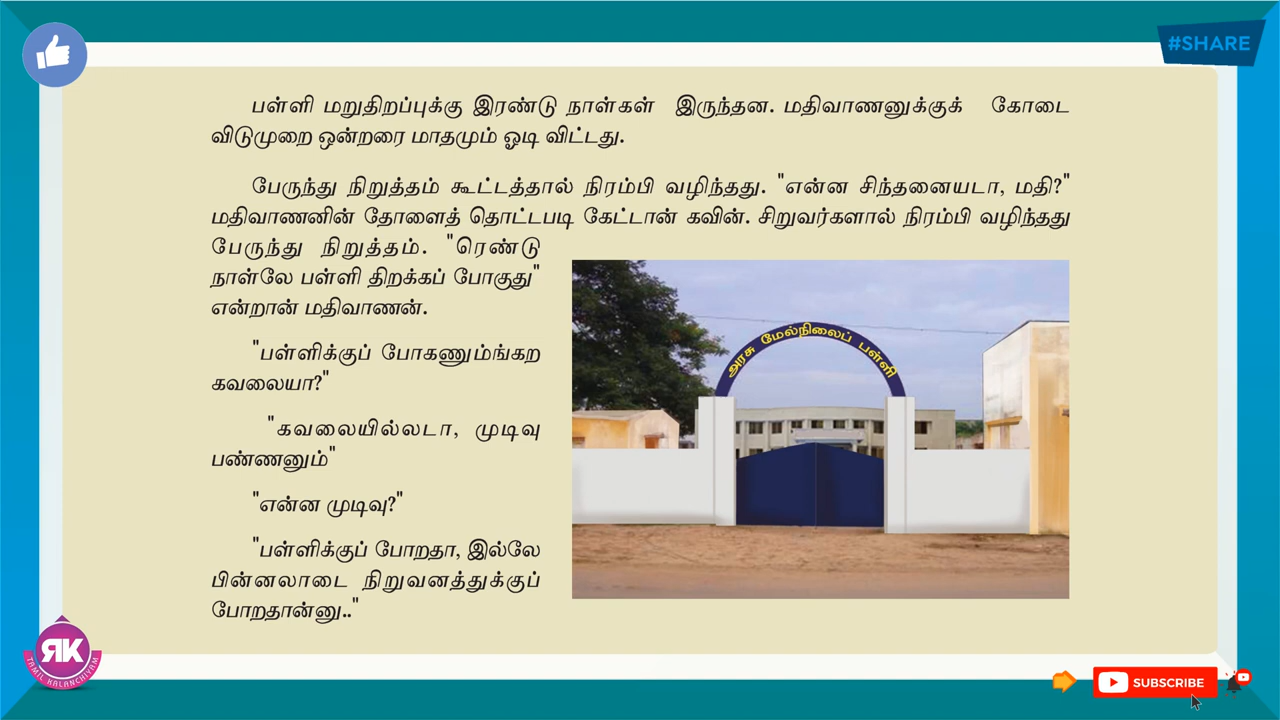 #SHARE
பள்ளி மறுதிறப்புக்கு இரண்டு நாள்கள் இருந்தன. மதிவாணனுக்குக் கோடை
விடுமுறை ஒன்றரை மாதமும் ஓடி விட்டது.
பேருந்து நிறுத்தம் கூட்டத்தால் நிரம்பி வழிந்தது. "என்ன சிந்தனையடா, மதி?"
மதிவாணனின் தோளைத் தொட்டபடி கேட்டான் கவின். சிறுவர்களால் நிரம்பி வழிந்தது
பேருந்து நிறுத்தம். "ரெண்டு
நாள்லே பள்ளி திறக்கப் போகுது"
என்றான் மதிவாணன்.
"பள்ளிக்குப் போகணும்ங்கற
கவலையா?"
"கவலையில்லடா, முடிவு
பண்ணனும்"
"என்ன முடிவு?"
"பள்ளிக்குப் போறதா, இல்லே
பின்னலாடை நிறுவனத்துக்குப்
போறதான்னு.."
அரசு மேல்நிலைப் பள்ளி
RK
TAMIL KALANCHIYAM
SUBSCRIBE